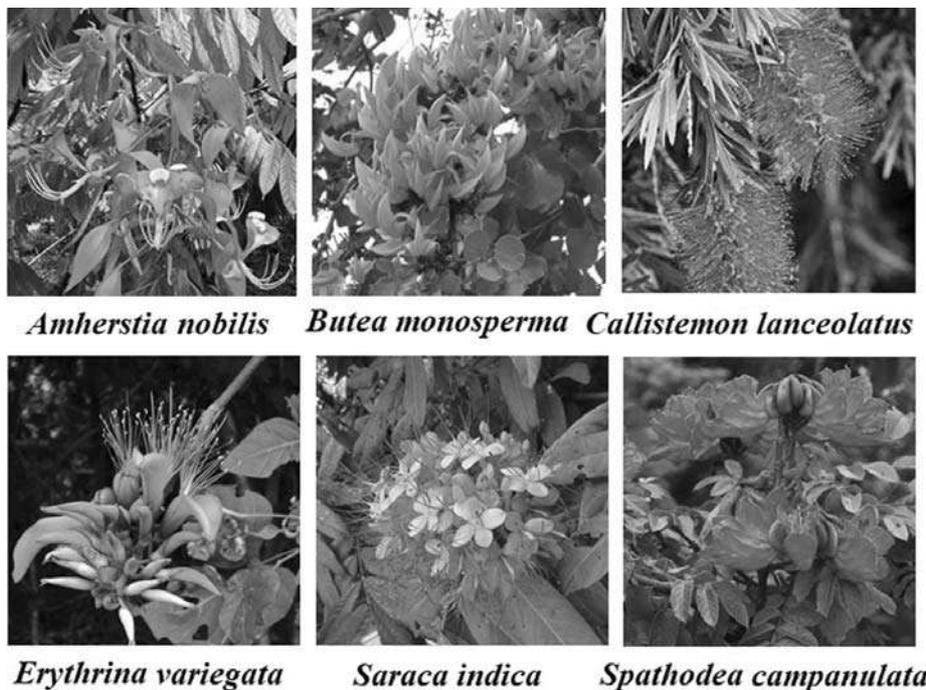 Amherstia nobilis Butea monosperma Callistemon lanceolatus
Erythrina variegata Saraca indica Spathodea campanulata